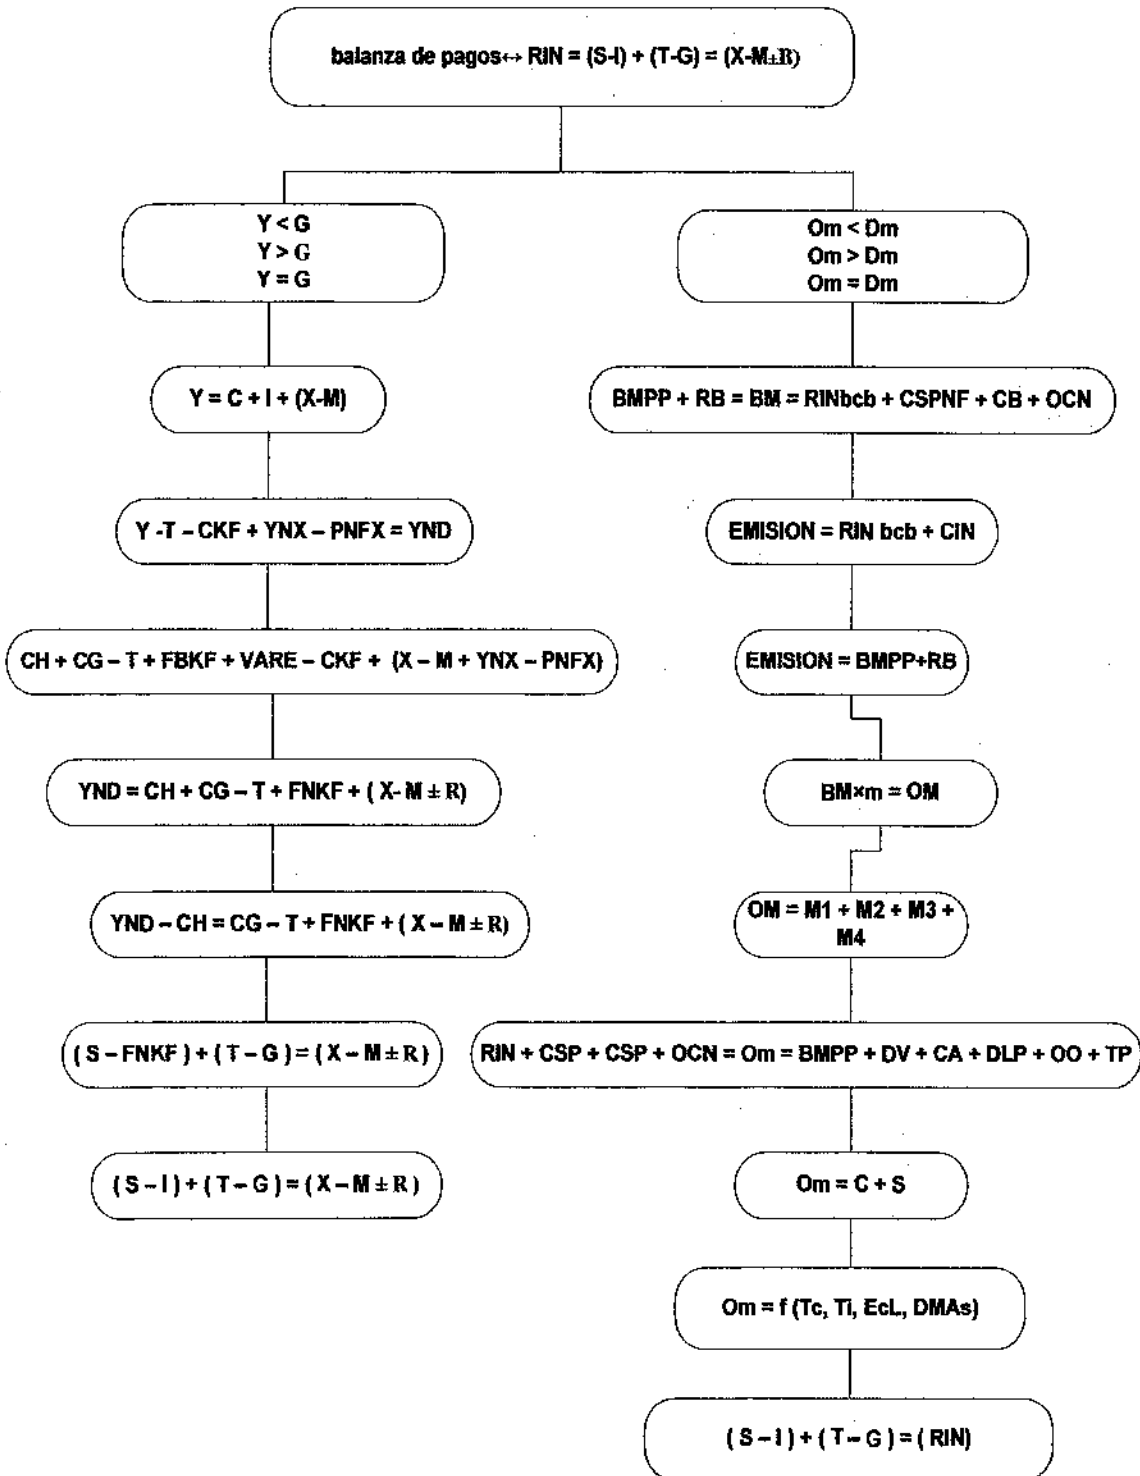 balanza de pagos↔ RIN = (S-I) + (T-G) = (X-M±R)
Y < G
Y > G
Y = G
Y = C + I + (X-M)
Y -T – CKF + YNX – PNFX = YND
CH + CG – T + FBKF + VARE – CKF + (X – M + YNX – PNFX)
YND = CH + CG – T + FNKF + ( X- M ± R)
YND – CH = CG – T + FNKF + ( X – M ± R)
( S – FNKF ) + ( T – G ) = ( X – M ± R )
( S – I ) + ( T – G ) = ( X – M ± R )
Om < Dm
Om > Dm
Om = Dm
BMPP + RB = BM = RINbcb + CSPNF + CB + OCN
EMISION = RIN bcb + CIN
EMISION = BMPP+RB
BM×m = OM
OM = M1 + M2 + M3 +
M4
RIN + CSP + CSP + OCN = Om = BMPP + DV + CA + DLP + OO + TP
Om = C + S
Om = f (Tc, Ti, EcL, DMAs)
( S – I ) + ( T – G ) = ( RIN)